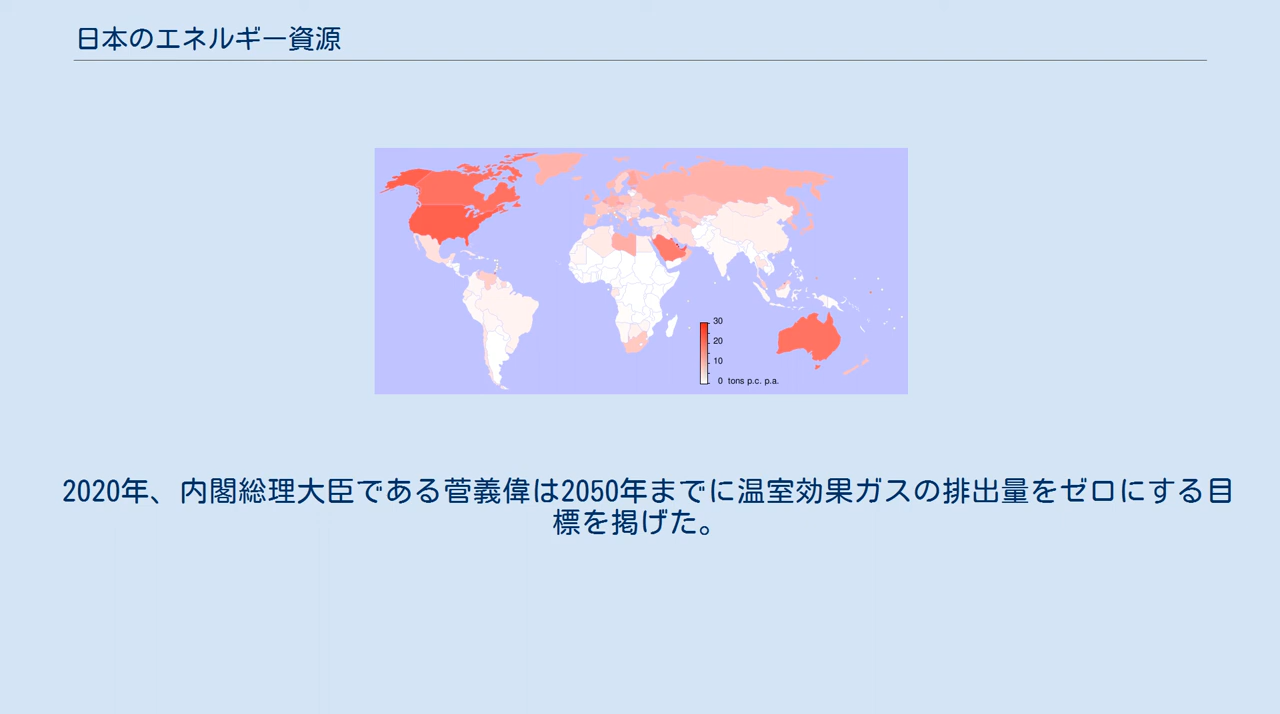 日本のエネルギー資源
30
20
10
0 tons p.c. p.a.
2020年、内閣総理大臣である菅義偉は2050年までに温室効果ガスの排出量をゼロにする目
標を掲げた。